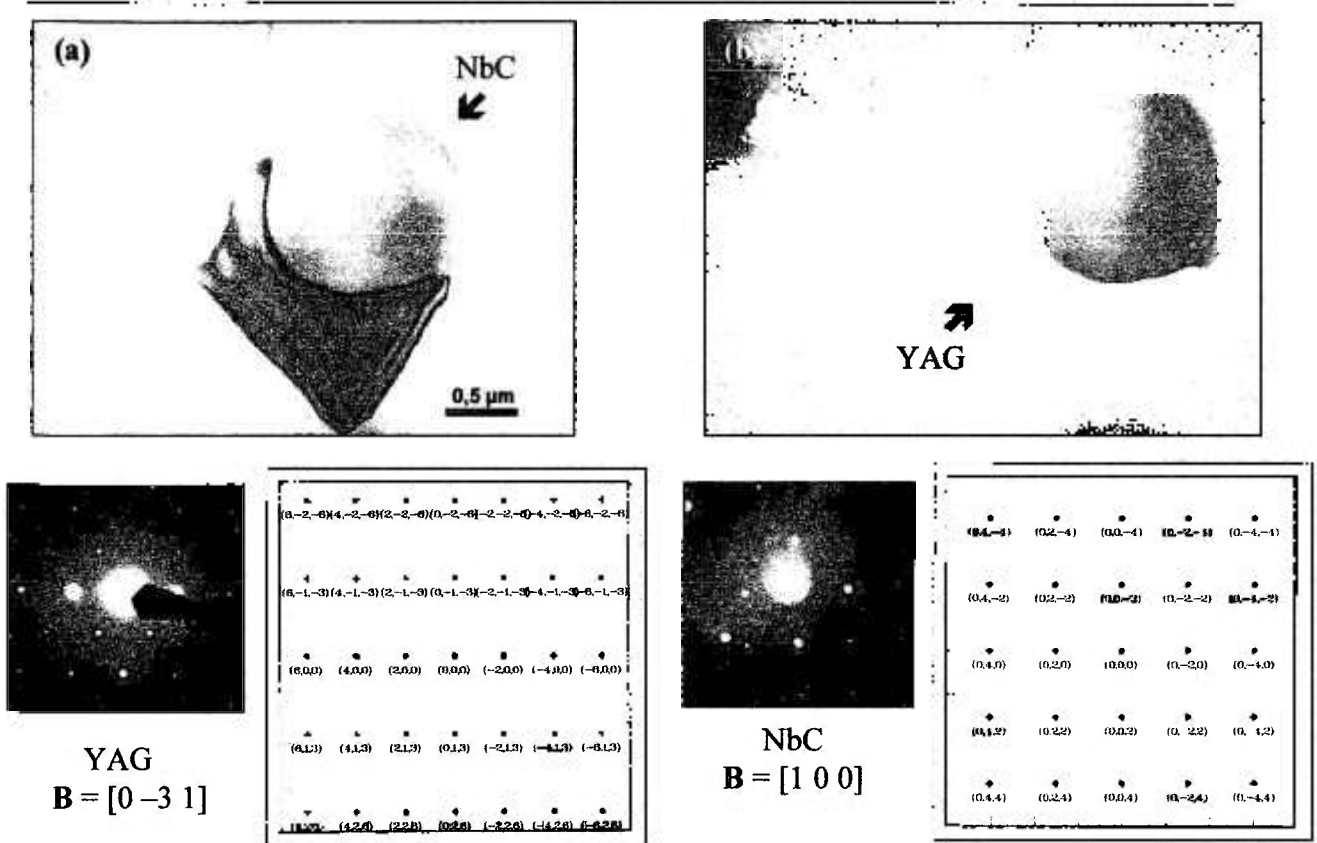 (a)
NbC
0,5 µm
YAG
(6,-2,-6) (4,-2,-6) (2,-2,-6) (0,-2,-6) (-2,-2,-6) (-4,-2,-6) (-6,-2,-6)
(6,-1,-3) (4,-1,-3) (2,-1,-3) (0,-1,-3) (-2,-1,-3) (-4,-1,-3) (-6,-1,-3)
(6,0,0) (4,0,0) (2,0,0) (0,0,0) (-2,0,0) (-4,0,0) (-6,0,0)
(6,1,3) (4,1,3) (2,1,3) (0,1,3) (-2,1,3) (-4,1,3) (-6,1,3)
(4,2,6) (2,2,6) (0,2,6) (-2,2,6) (-4,2,6) (-6,2,6)
YAG
B = [0 –3 1]
(0,4,-4) (0,2,-4) (0,0,-4) (0,-2,-4) (0,-4,-4)
(0,4,-2) (0,2,-2) (0,0,-2) (0,-2,-2) (0,-4,-2)
(0,4,0) (0,2,0) (0,0,0) (0,-2,0) (0,-4,0)
(0,4,2) (0,2,2) (0,0,2) (0,-2,2) (0,-4,2)
(0,4,4) (0,2,4) (0,0,4) (0,-2,4) (0,-4,4)
NbC
B = [1 0 0]